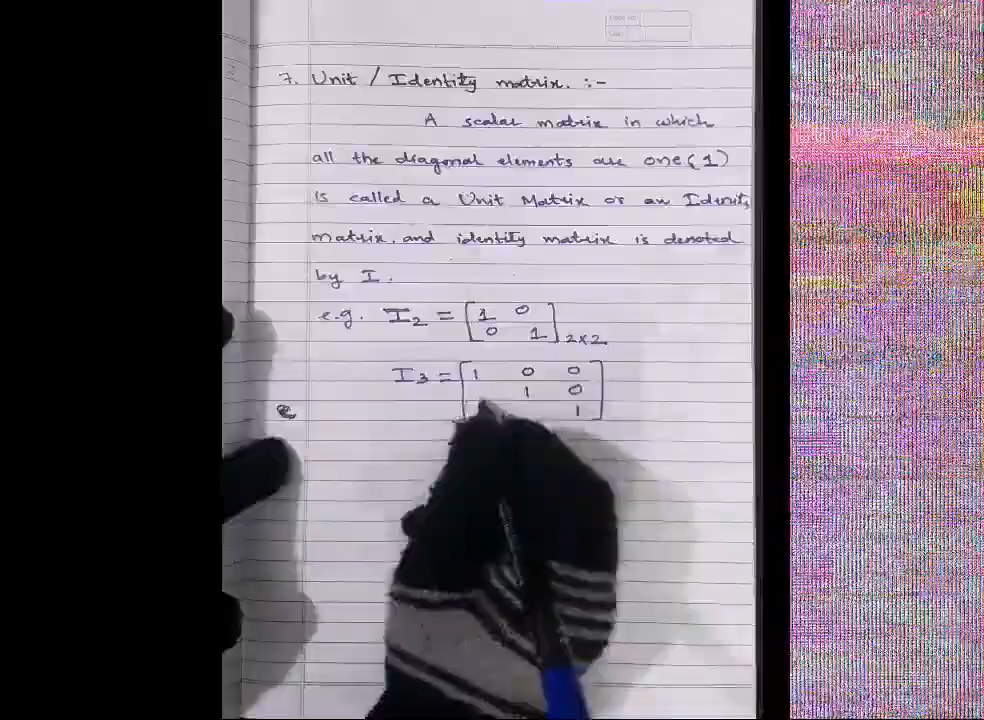 7. Unit / Identity matrix. :-
A scalar matrix in which
all the diagonal elements are one (1)
is called a Unit Matrix or an Idenity
matrix. and identity matrix is denoted
by I.
e.g. I₂ = [1 0
0 1]₂ₓ₂
I₃ = [1 0 0
1 0
1]